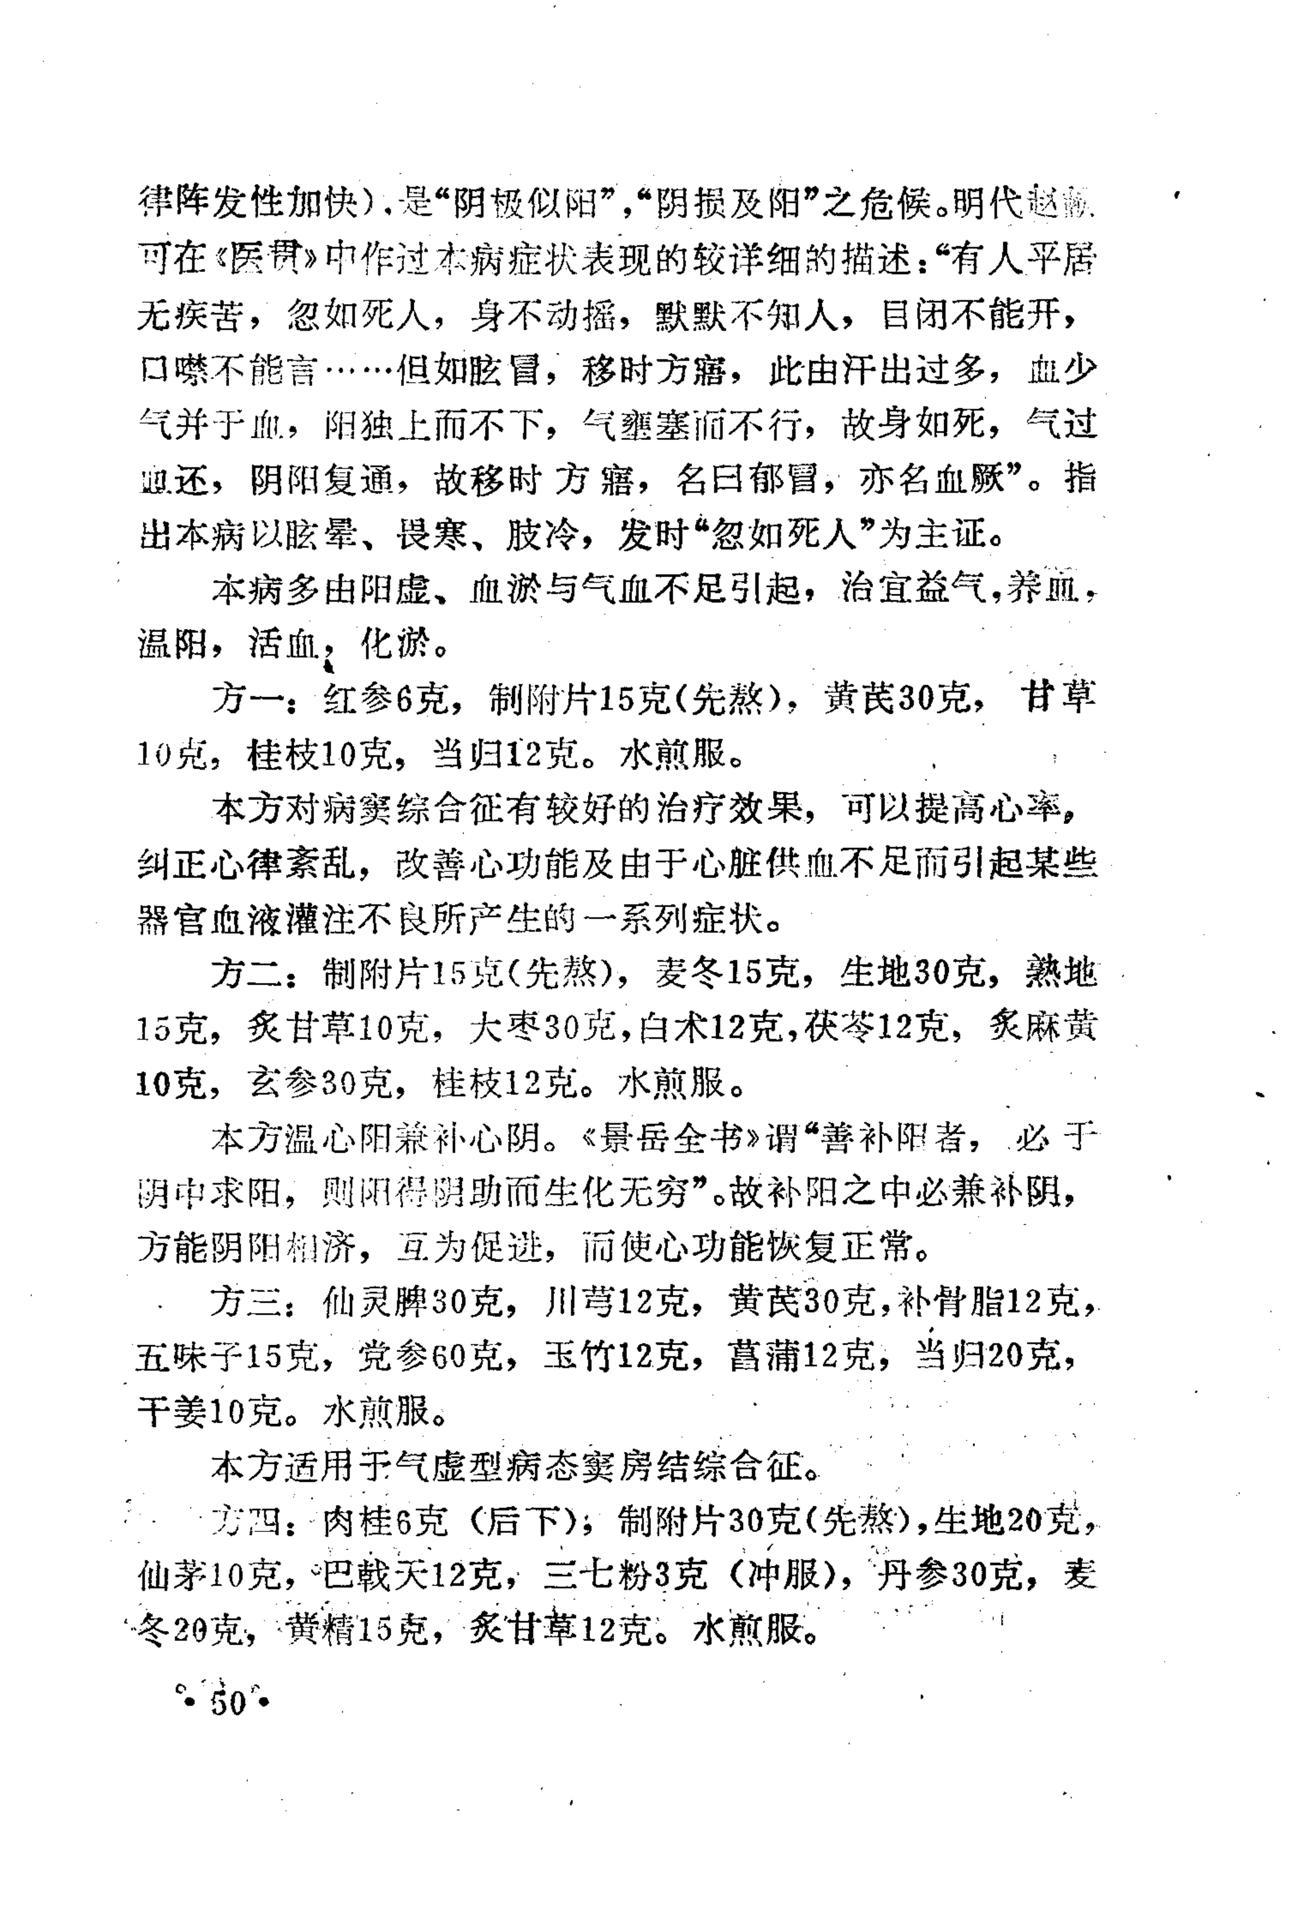 律阵发性加快)，是“阴极似阳”，“阴损及阳”之危候。明代赵献
可在《医贯》中作过本病症状表现的较详细的描述：“有人平居
无疾苦，忽如死人，身不动摇，默默不知人，目闭不能开，
口噤不能言……但如眩冒，移时方寤，此由汗出过多，血少
气并于血，阳独上而不下，气壅塞而不行，故身如死，气过
血还，阴阳复通，故移时方寤，名曰郁冒，亦名血厥”。指
出本病以眩晕、畏寒、肢冷，发时“忽如死人”为主证。
本病多由阳虚、血淤与气血不足引起，治宜益气，养血，
温阳，活血，化淤。
方一：红参6克，制附片15克(先熬)，黄芪30克，甘草
10克，桂枝10克，当归12克。水煎服。
本方对病窦综合征有较好的治疗效果，可以提高心率，
纠正心律紊乱，改善心功能及由于心脏供血不足而引起某些
器官血液灌注不良所产生的一系列症状。
方二：制附片15克(先熬)，麦冬15克，生地30克，熟地
15克，炙甘草10克，大枣30克，白术12克，茯苓12克，炙麻黄
10克，玄参30克，桂枝12克。水煎服。
本方温心阳兼补心阴。《景岳全书》谓“善补阳者，必于
阴中求阳，则阳得阴助而生化无穷”。故补阳之中必兼补阴，
方能阴阳相济，互为促进，而使心功能恢复正常。
方三：仙灵脾30克，川芎12克，黄芪30克，补骨脂12克，
五味子15克，党参60克，玉竹12克，菖蒲12克，当归20克，
干姜10克。水煎服。
本方适用于气虚型病态窦房结综合征。
方四：肉桂6克（后下)；制附片30克(先熬)，生地20克，
仙茅10克，巴戟天12克，三七粉3克（冲服)，丹参30克，麦
冬20克，黄精15克，炙甘草12克。水煎服。
• 50 •